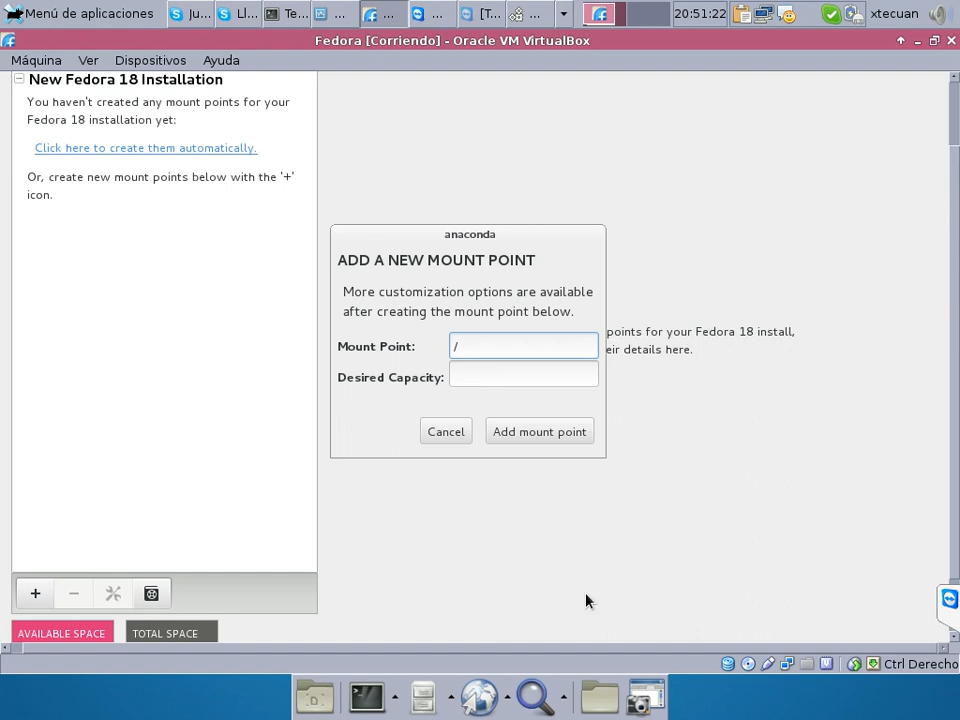 Menú de aplicaciones
Ju...
Ll...
Te...
...
...
...
[T...
...
20:51:22
xtecuan
Fedora [Corriendo] - Oracle VM VirtualBox
Máquina Ver Dispositivos Ayuda
New Fedora 18 Installation
You haven't created any mount points for your
Fedora 18 installation yet:
Click here to create them automatically.
Or, create new mount points below with the '+'
icon.
anaconda
ADD A NEW MOUNT POINT
More customization options are available
after creating the mount point below.
Mount Point: /
Desired Capacity:
Cancel Add mount point
points for your Fedora 18 install,
eir details here.
AVAILABLE SPACE TOTAL SPACE
Ctrl Derecho